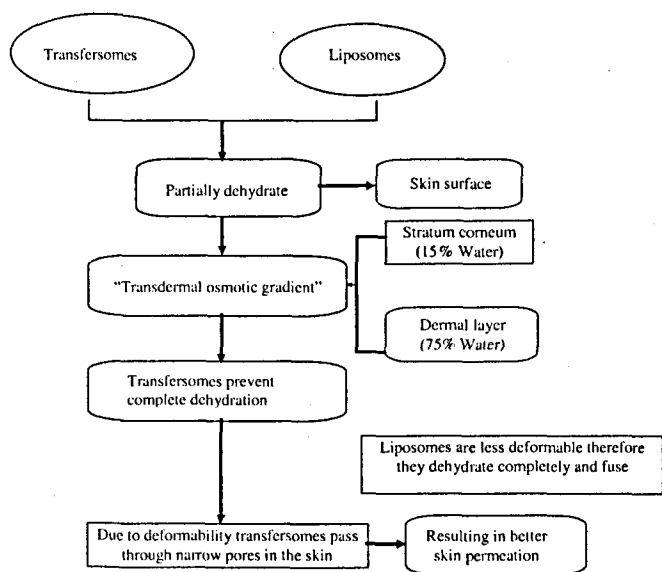 Transfersomes
Liposomes
Partially dehydrate
Skin surface
Stratum corneum
(15% Water)
"Transdermal osmotic gradient"
Dermal layer
(75% Water)
Transfersomes prevent
complete dehydration
Liposomes are less deformable therefore
they dehydrate completely and fuse
Due to deformability transfersomes pass
through narrow pores in the skin
Resulting in better
skin permeation